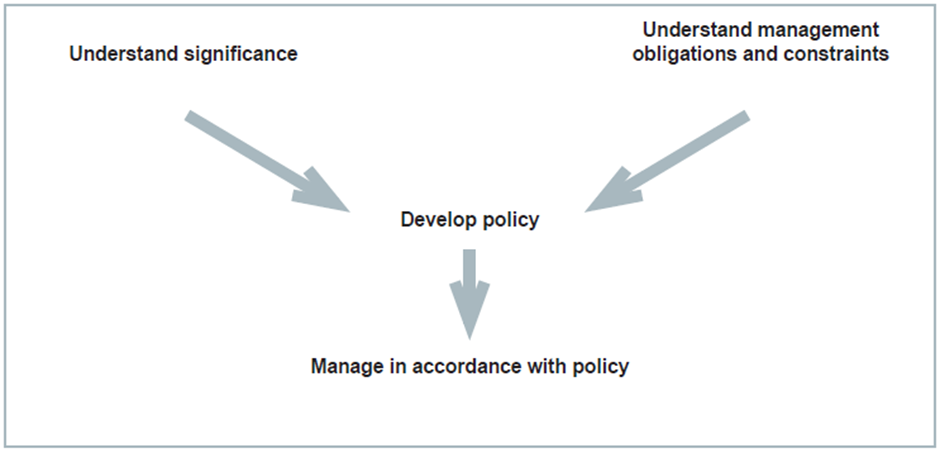 Understand significance
Understand management
obligations and constraints
Develop policy
Manage in accordance with policy